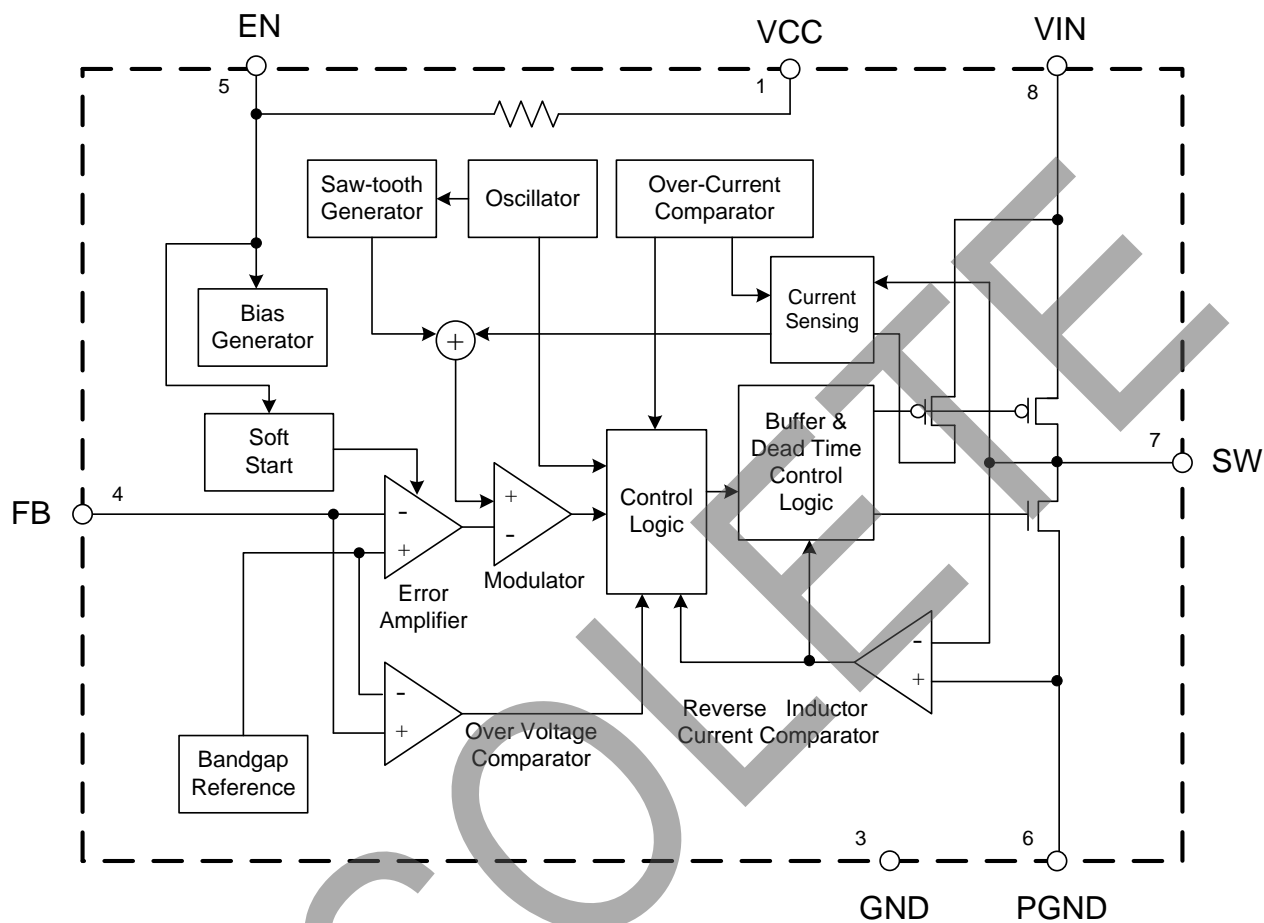 EN
VCC
VIN
5
1
8
Saw-tooth
Generator
Oscillator
Over-Current
Comparator
Bias
Generator
+
Current
Sensing
Soft
Start
Buffer &
Dead Time
Control
Logic
7
SW
FB
4
-
+
Error
Amplifier
+
-
Modulator
Control
Logic
-
+
Over Voltage
Comparator
-
+
Reverse Inductor
Current Comparator
Bandgap
Reference
3
6
GND
PGND
OLETE